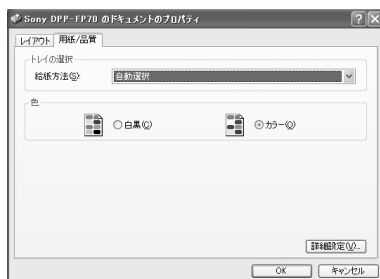 Sony DPP-FP70 のドキュメントのプロパティ
レイアウト 用紙/品質
トレイの選択
給紙方法(S): 自動選択
色
白黒(C) カラー(O)
詳細設定(V)...
OK キャンセル